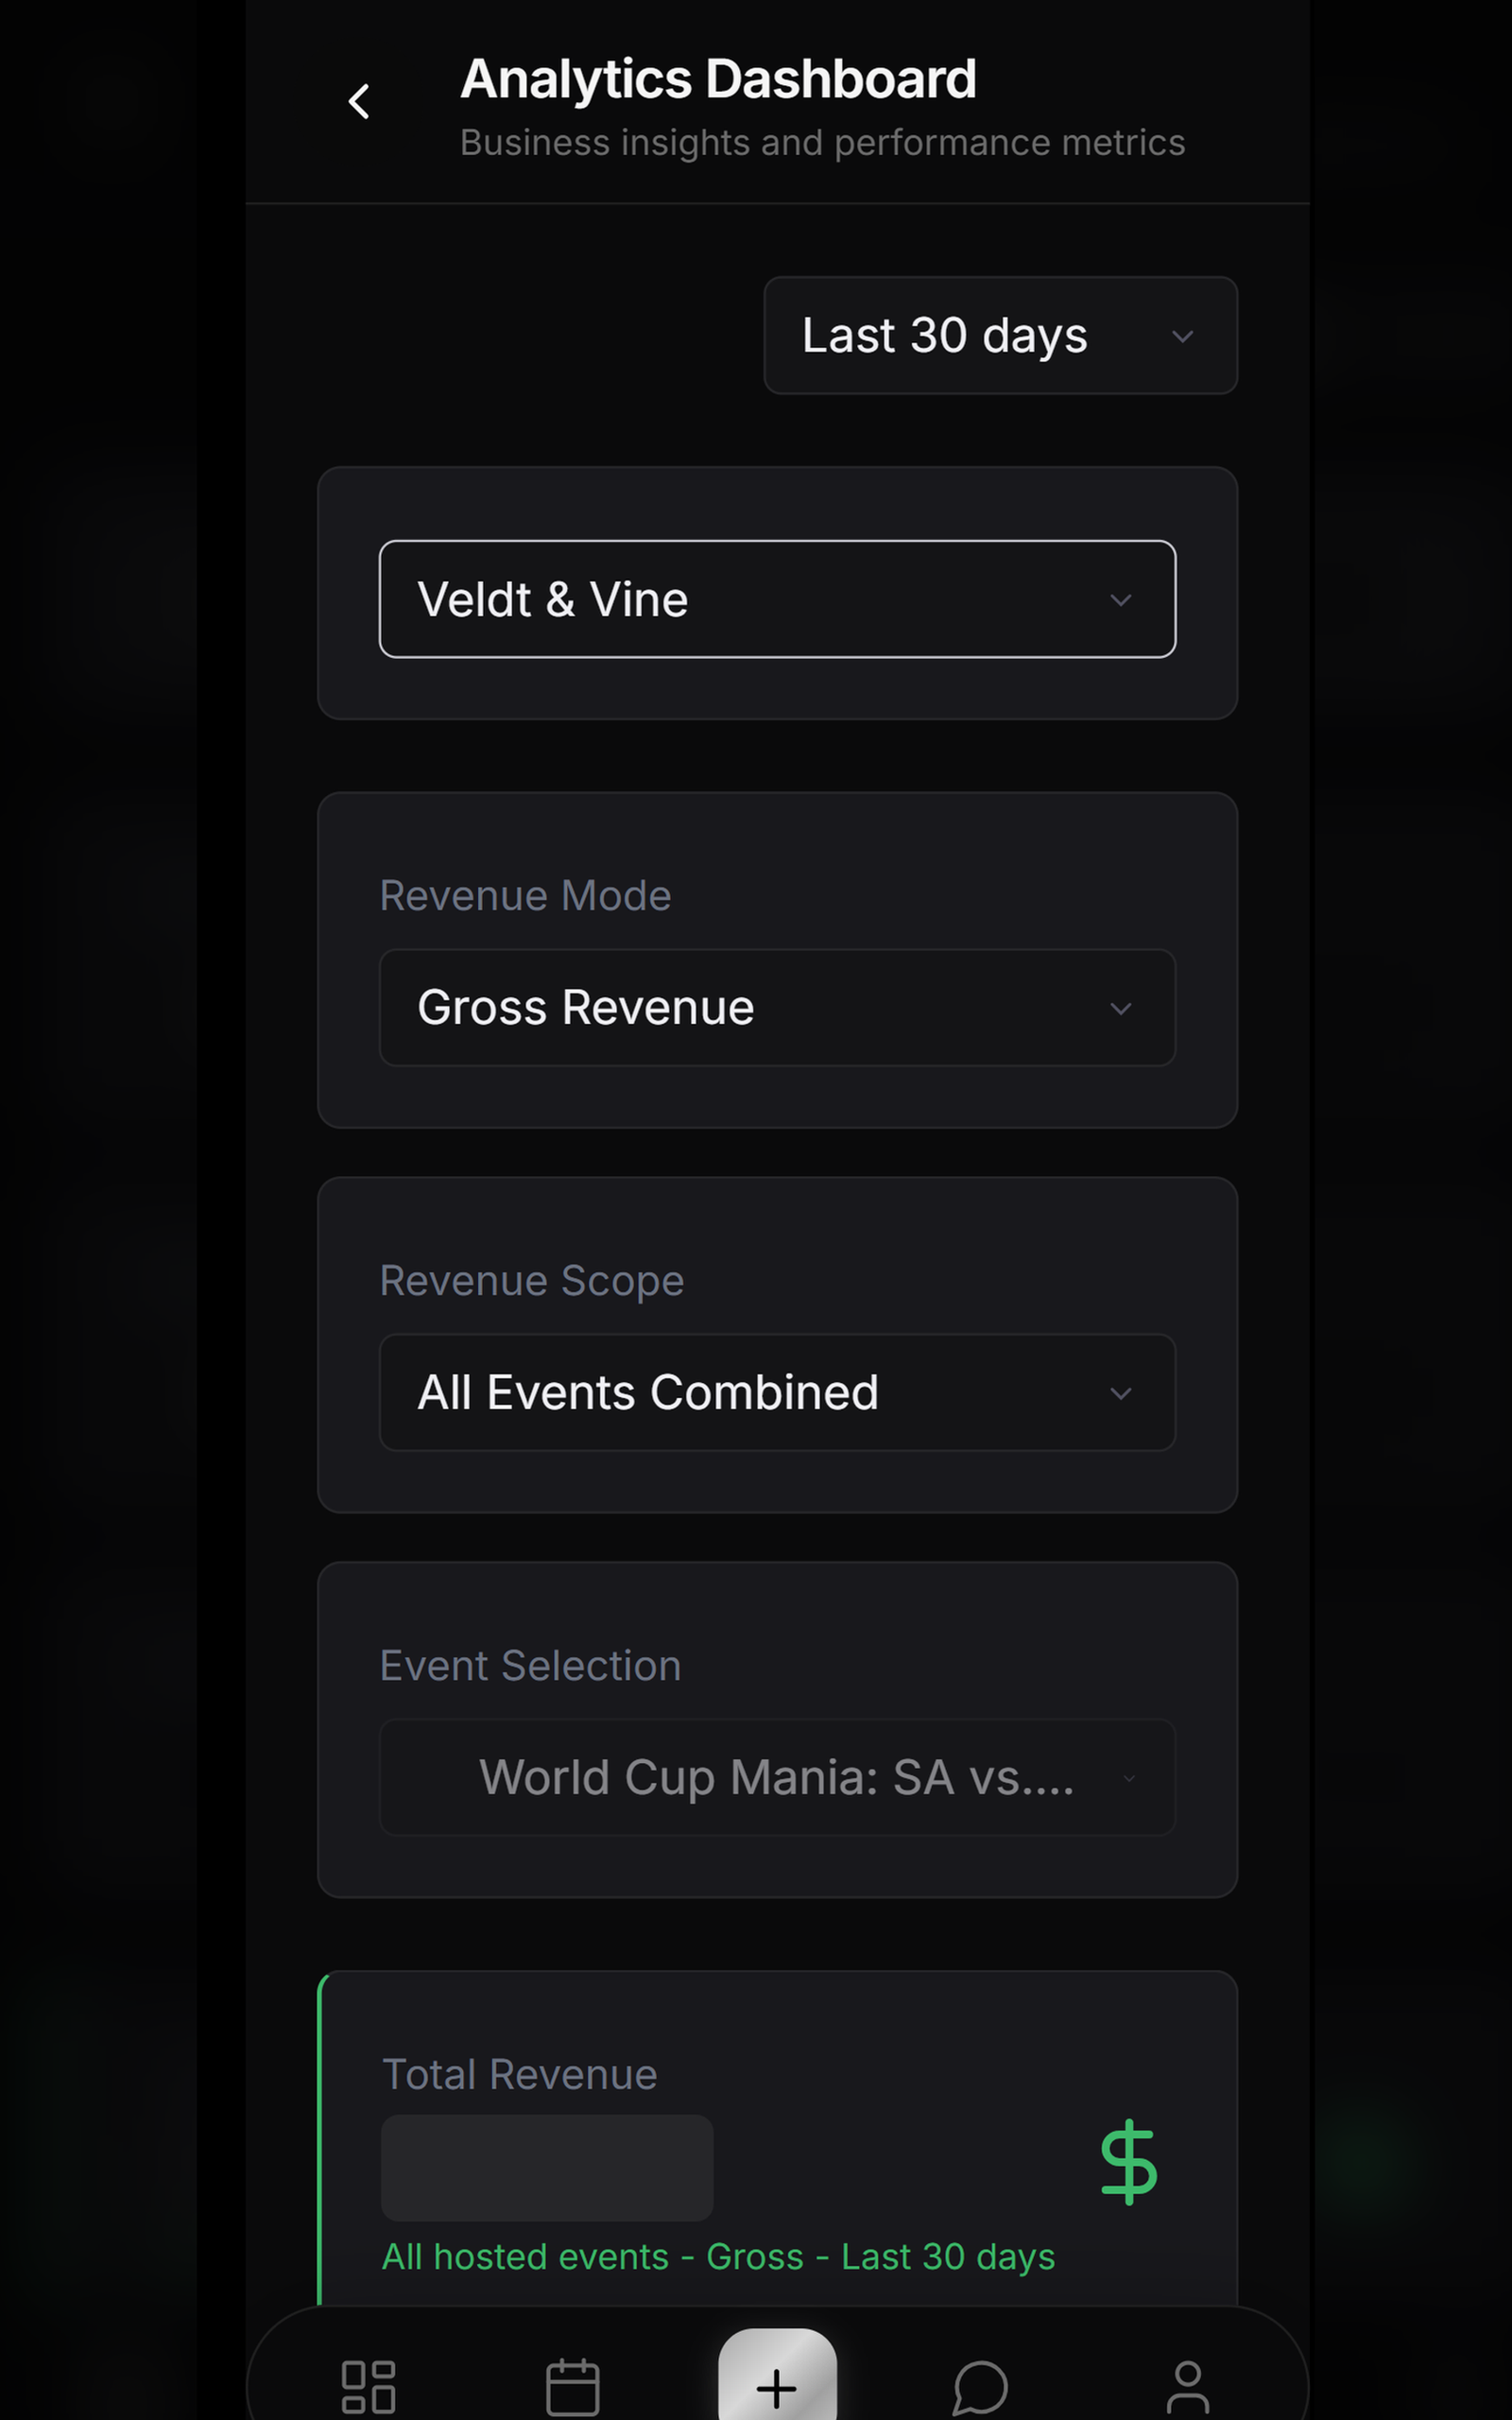 Analytics Dashboard
Business insights and performance metrics
Last 30 days
Veldt & Vine
Revenue Mode
Gross Revenue
Revenue Scope
All Events Combined
Event Selection
World Cup Mania: SA vs....
Total Revenue
$
All hosted events - Gross - Last 30 days